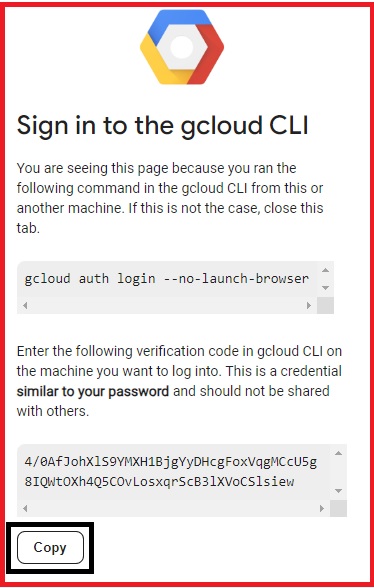 Sign in to the gcloud CLI
You are seeing this page because you ran the
following command in the gcloud CLI from this or
another machine. If this is not the case, close this
tab.
gcloud auth login --no-launch-browser
Enter the following verification code in gcloud CLI on
the machine you want to log into. This is a credential
similar to your password and should not be shared
with others.
4/0AfJohXlS9YMXH1BjgYyDHcgFoxVqgMCcU5g
8IQWtOXh4Q5COvLosxqrScB3lXVoCSlsiew
Copy